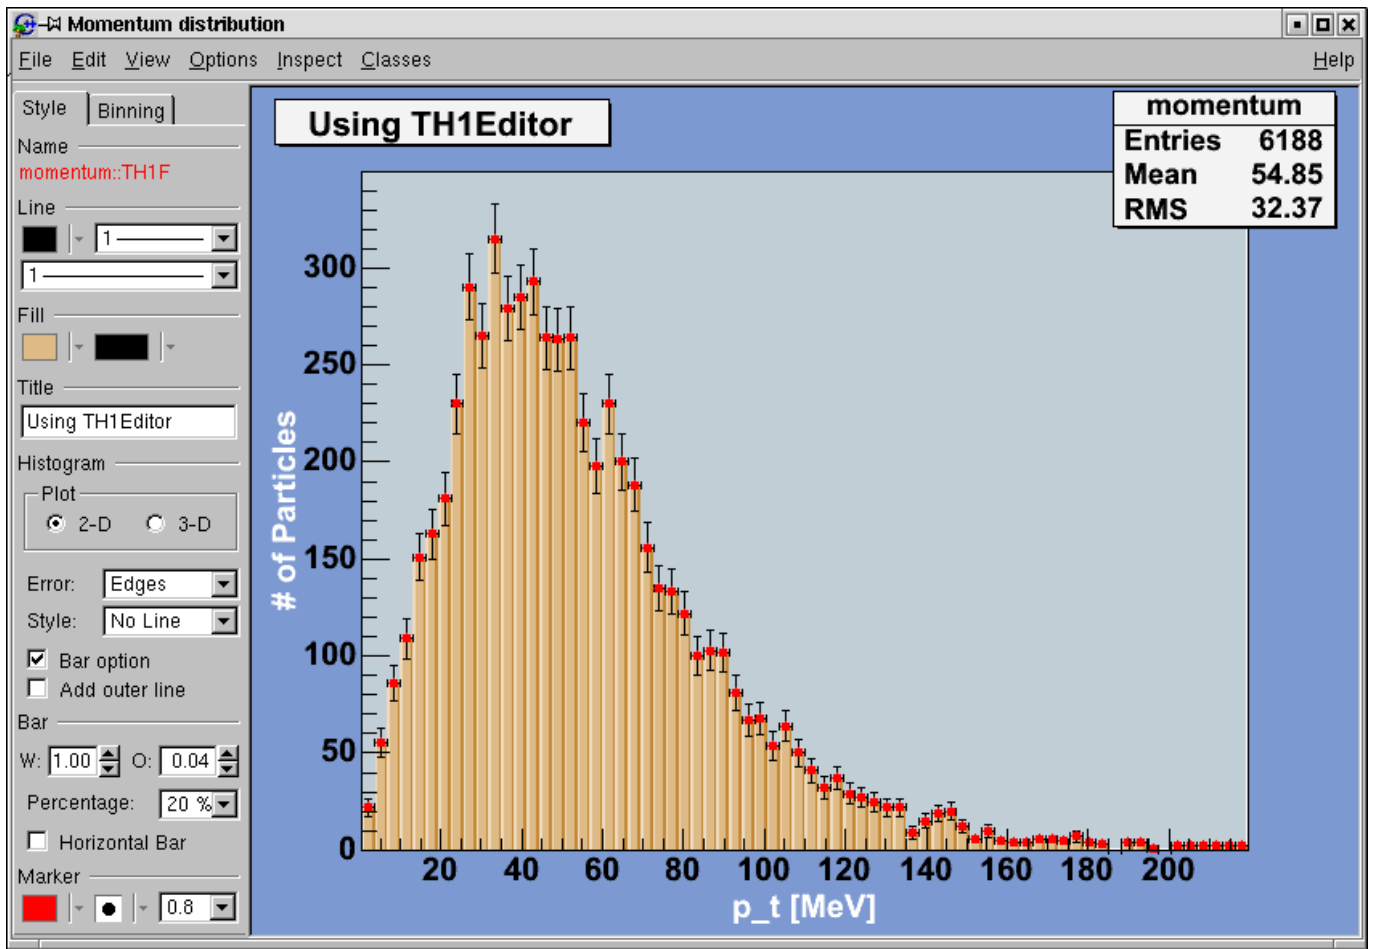 Momentum distribution
File Edit View Options Inspect Classes Help
Style Binning
Name
momentum::TH1F
Line
1
1
Fill
Title
Using TH1Editor
Histogram
Plot
2-D 3-D
Error: Edges
Style: No Line
Bar option
Add outer line
Bar
W: 1.00 O: 0.04
Percentage: 20 %
Horizontal Bar
Marker
0.8
Using TH1Editor
momentum
Entries 6188
Mean 54.85
RMS 32.37
# of Particles
300
250
200
150
100
50
0
20 40 60 80 100 120 140 160 180 200
p_t [MeV]